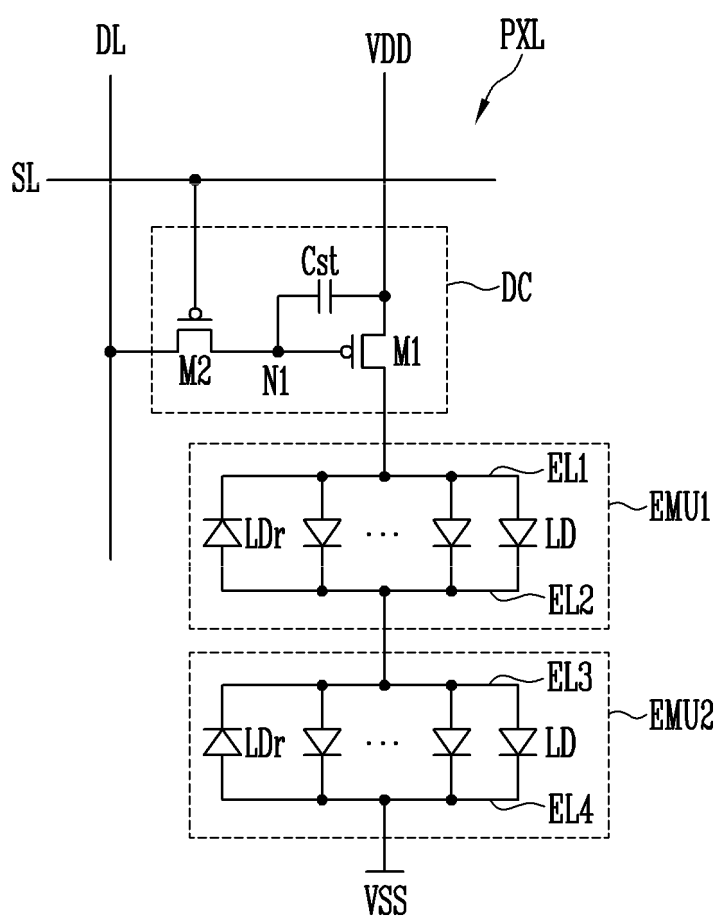 DL
VDD
PXL
SL
Cst
DC
M2
N1
M1
EL1
EMU1
LDr
...
LD
EL2
EL3
EMU2
LDr
...
LD
EL4
VSS